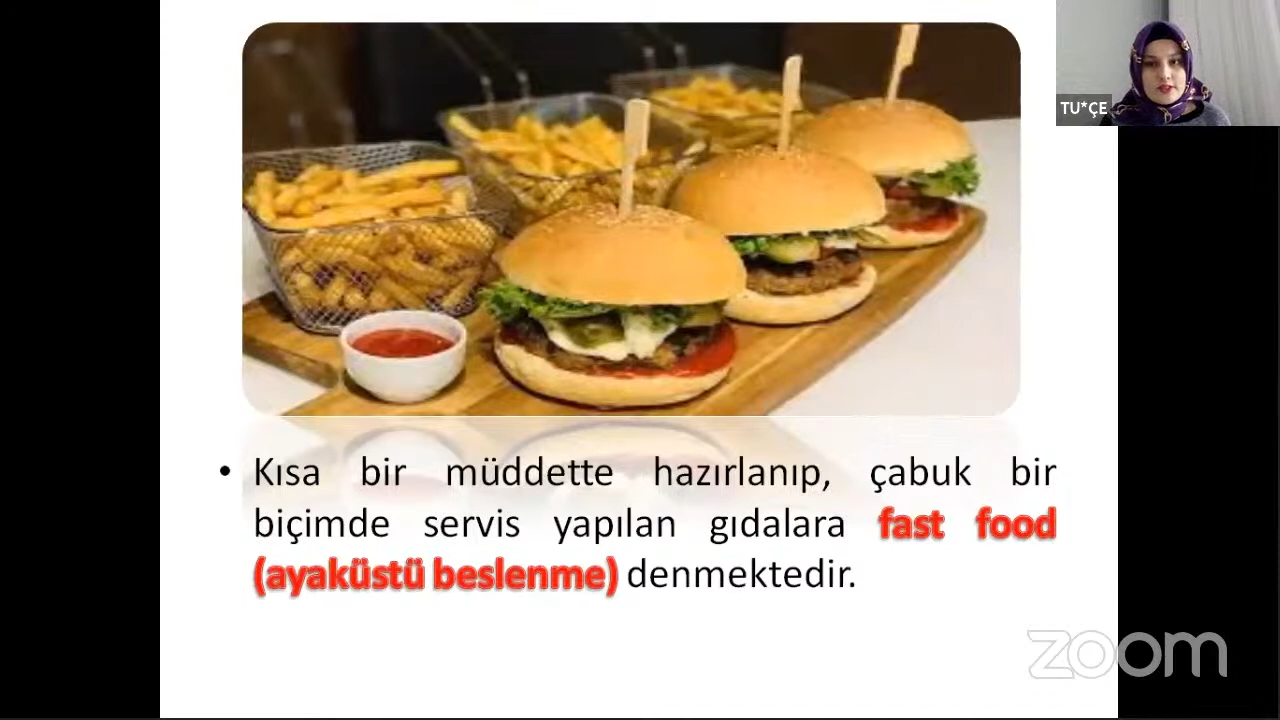 TU*ÇE
• Kısa bir müddette hazırlanıp, çabuk bir
biçimde servis yapılan gıdalara fast food
(ayaküstü beslenme) denmektedir.
zoom